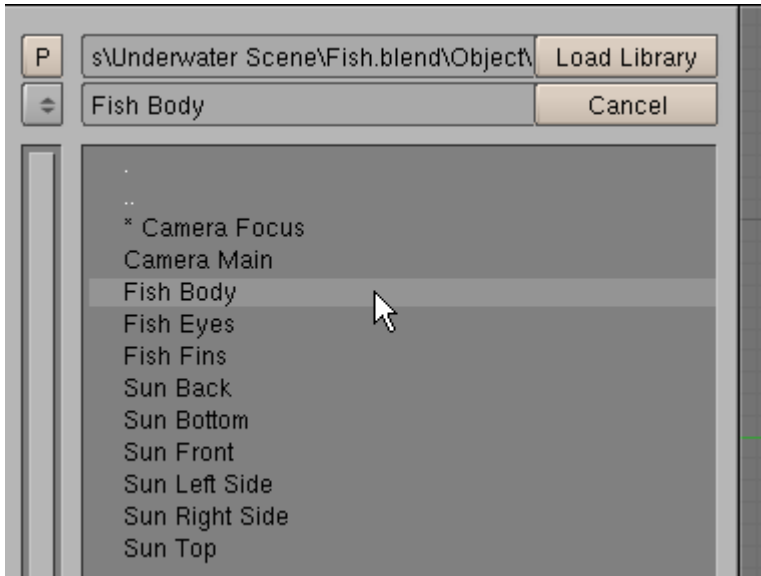 P s\Underwater Scene\Fish.blend\Object\ Load Library
Fish Body Cancel
.
..
* Camera Focus
Camera Main
Fish Body
Fish Eyes
Fish Fins
Sun Back
Sun Bottom
Sun Front
Sun Left Side
Sun Right Side
Sun Top